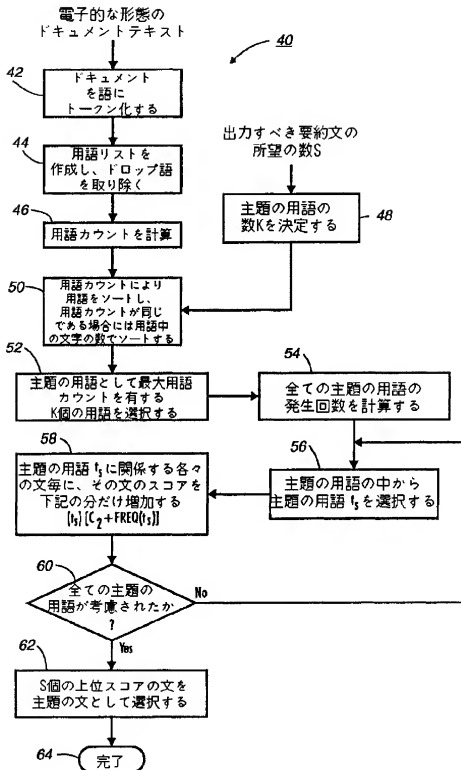 電子的な形態の
ドキュメントテキスト
40
42
ドキュメント
を語に
トークン化する
44
用語リストを
作成し、ドロップ語
を取り除く
出力すべき要約文の
所望の数S
46
用語カウントを計算
48
主題の用語の
数Kを決定する
50
用語カウントにより
用語をソートし、
用語カウントが同じ
である場合には用語中
の文字の数でソートする
52
主題の用語として最大用語
カウントを有する
K個の用語を選択する
54
全ての主題の用語の
発生回数を計算する
56
主題の用語の中から
主題の用語 tsを選択する
58
主題の用語 tsに関係する各々
の文毎に、その文のスコアを
下記の分だけ増加する
(ts)[C2+FREQ(ts)]
60
全ての主題の
用語が考慮されたか
?
No
Yes
62
S個の上位スコアの文を
主題の文として選択する
64
完了